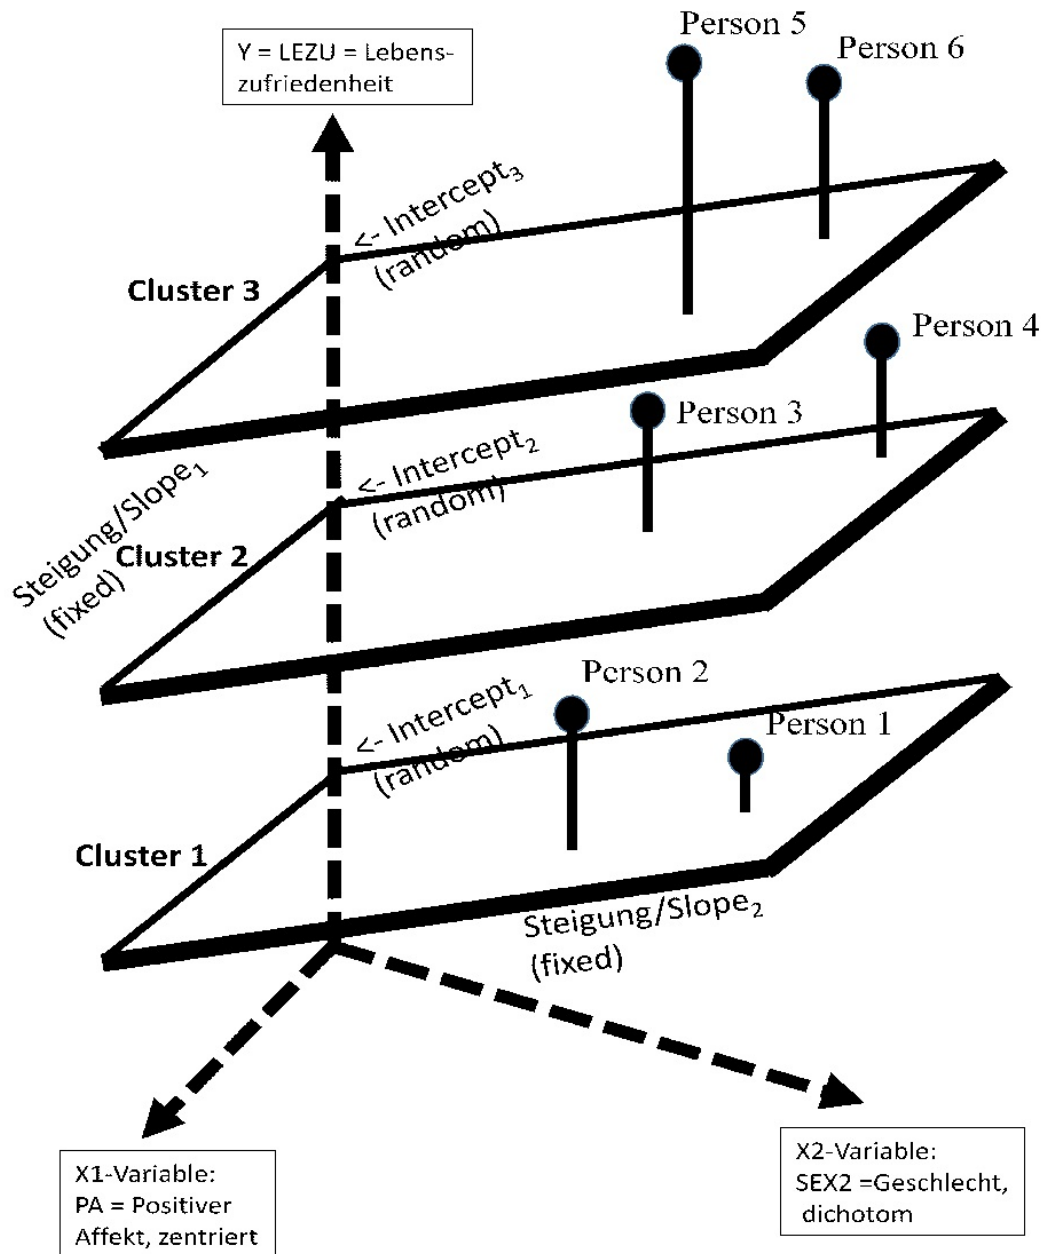 Person 5
Y = LEZU = Lebens-
zufriedenheit
Person 6
<- Intercept₃
(random)
Cluster 3
Person 4
Person 3
<- Intercept₂
(random)
Steigung/Slope₁
(fixed)
Cluster 2
Person 2
<- Intercept₁
(random)
Person 1
Cluster 1
Steigung/Slope₂
(fixed)
X1-Variable:
PA = Positiver
Affekt, zentriert
X2-Variable:
SEX2 =Geschlecht,
dichotom